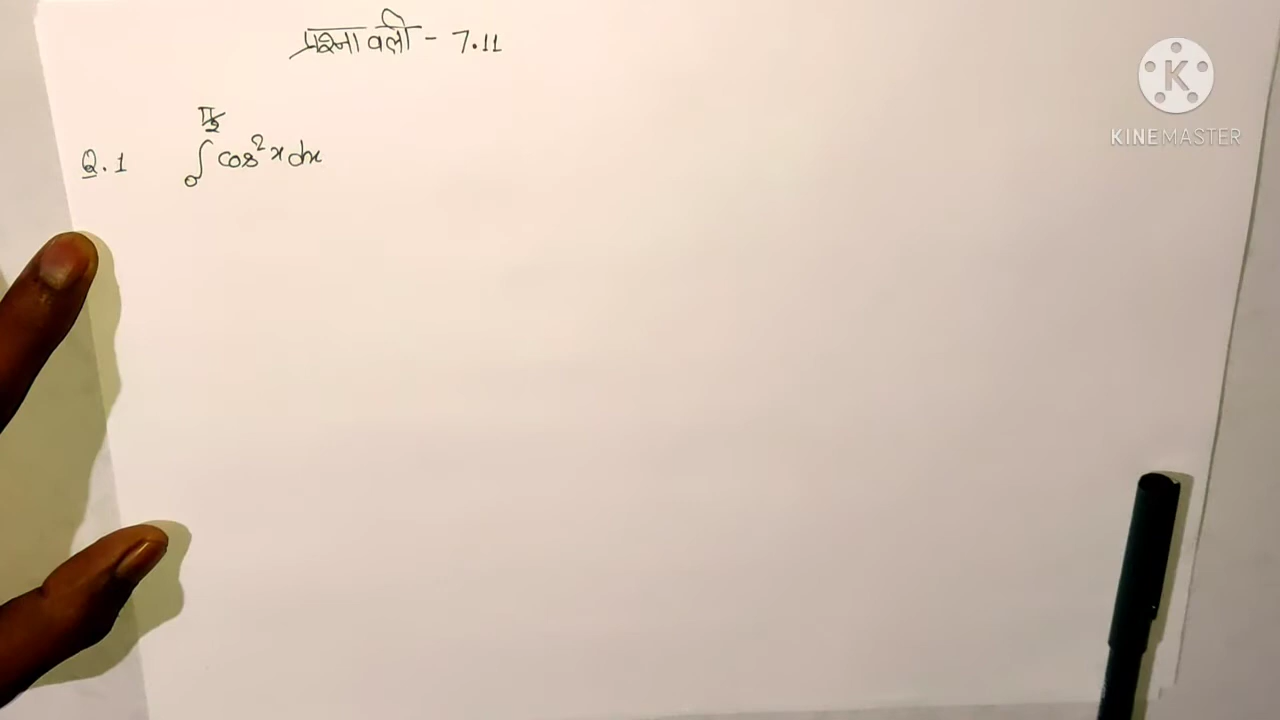 प्रश्नावली - 7.11
Q.1 ∫₀^π/2 cos²x dx
K
KINEMASTER